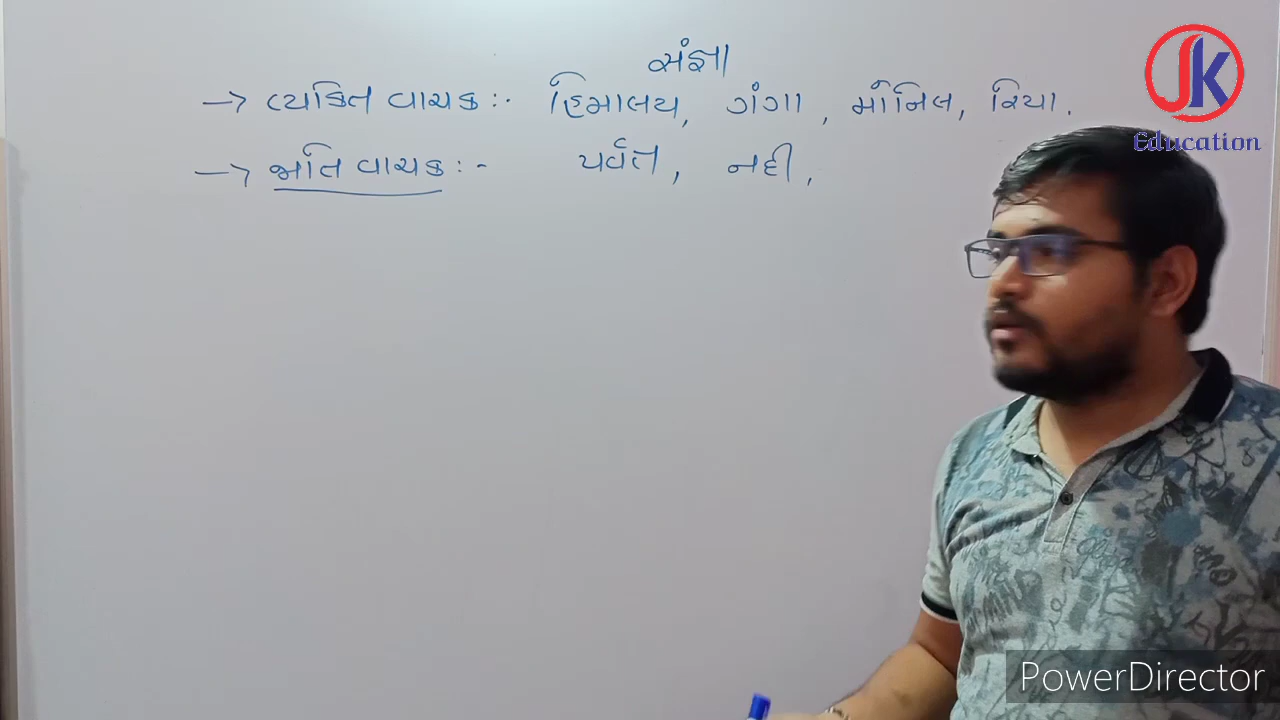 સંજ્ઞા
→ વ્યકિત વાચક :- હિમાલય, ગંગા, મૌનિલ, રિયા.
→ જાતિ વાચક :- પર્વત, નદી,
JK
Education
PowerDirector